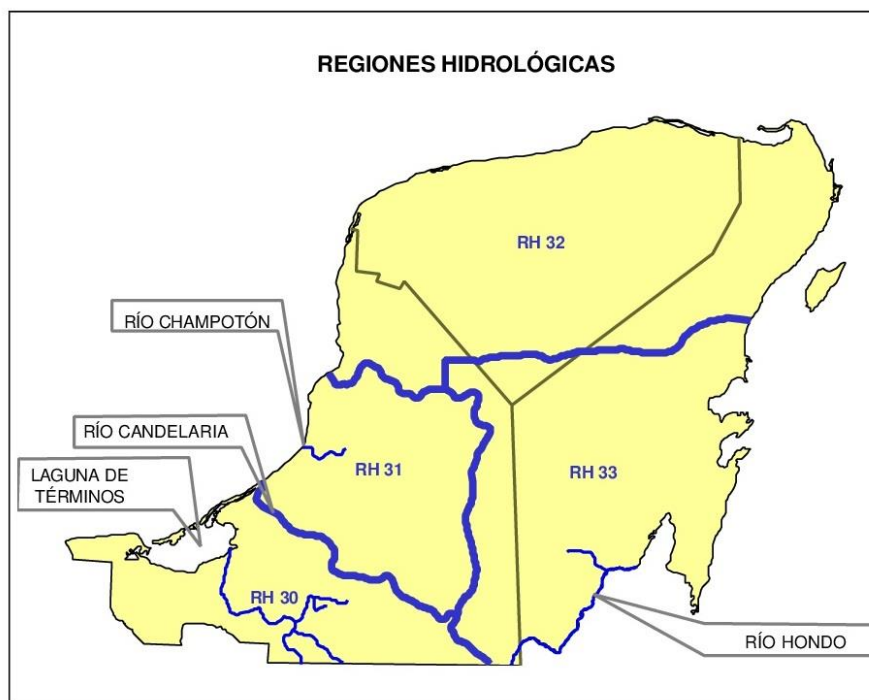 REGIONES HIDROLÓGICAS
RH 32
RÍO CHAMPOTÓN
RÍO CANDELARIA
RH 31
RH 33
LAGUNA DE
TÉRMINOS
RH 30
RÍO HONDO